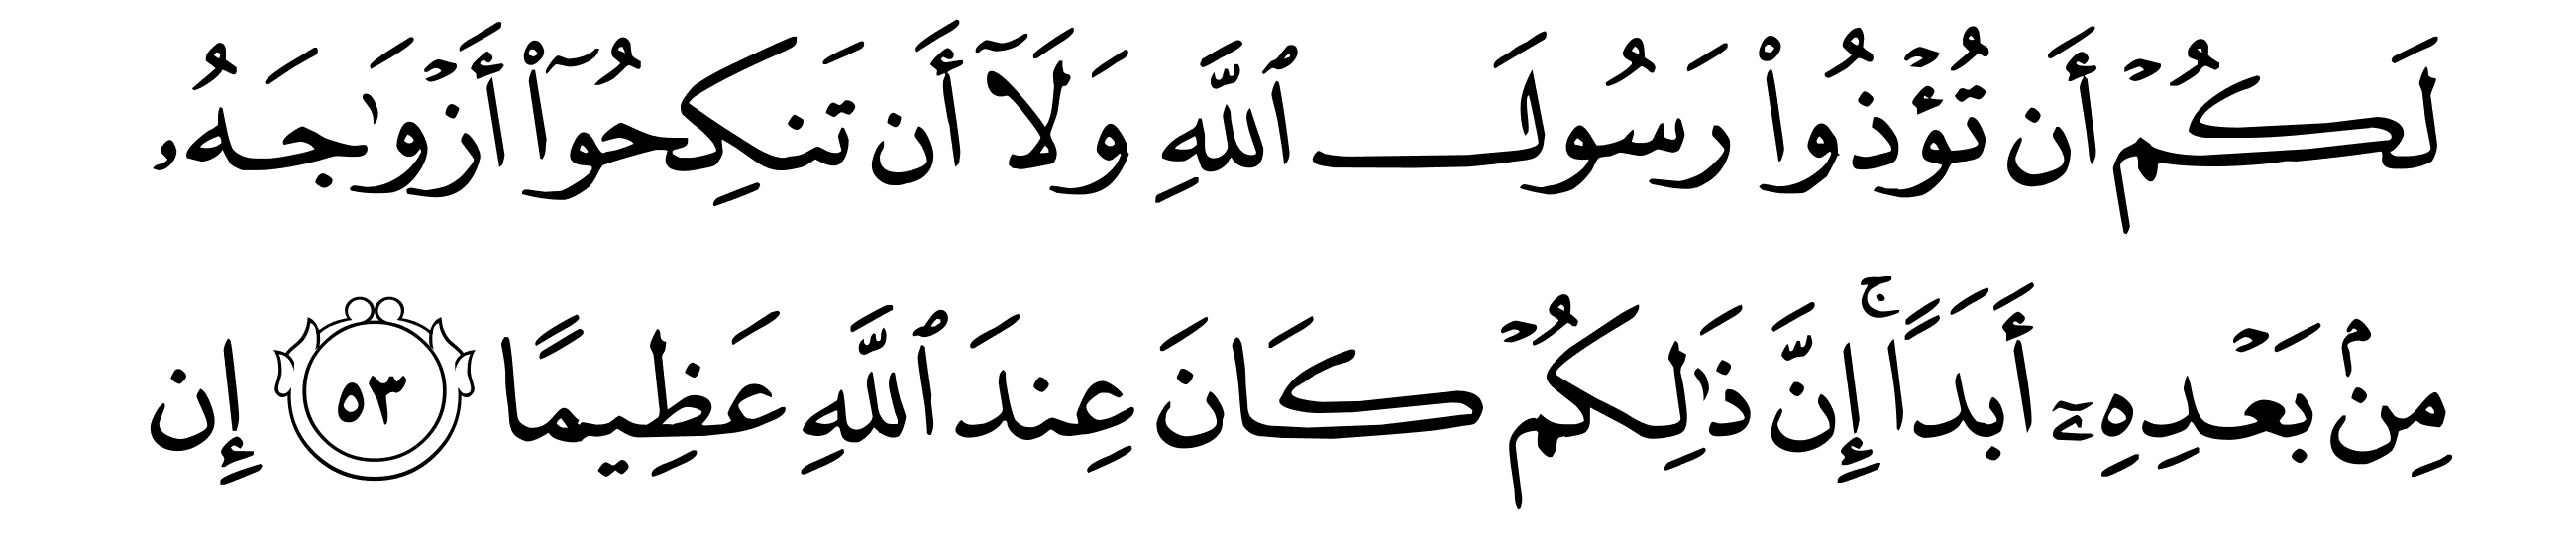 لَكُمۡ أَن تُؤۡذُواْ رَسُولَ ٱللَّهِ وَلَآ أَن تَنكِحُوٓاْ أَزۡوَٰجَهُۥ
مِنۢ بَعۡدِهِۦٓ أَبَدًاۚ إِنَّ ذَٰلِكُمۡ كَانَ عِندَ ٱللَّهِ عَظِيمًا ٥٣ إِن